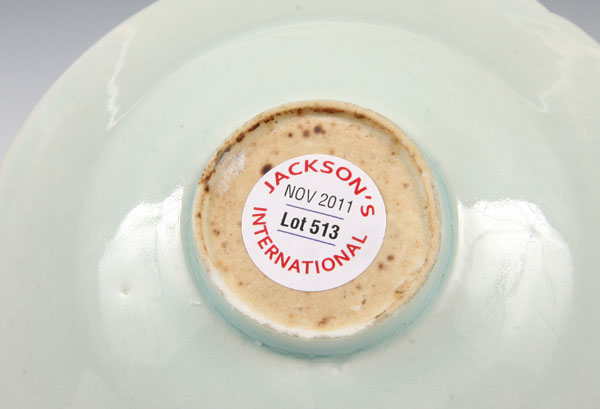 JACKSON'S
NOV 2011
Lot 513
INTERNATIONAL